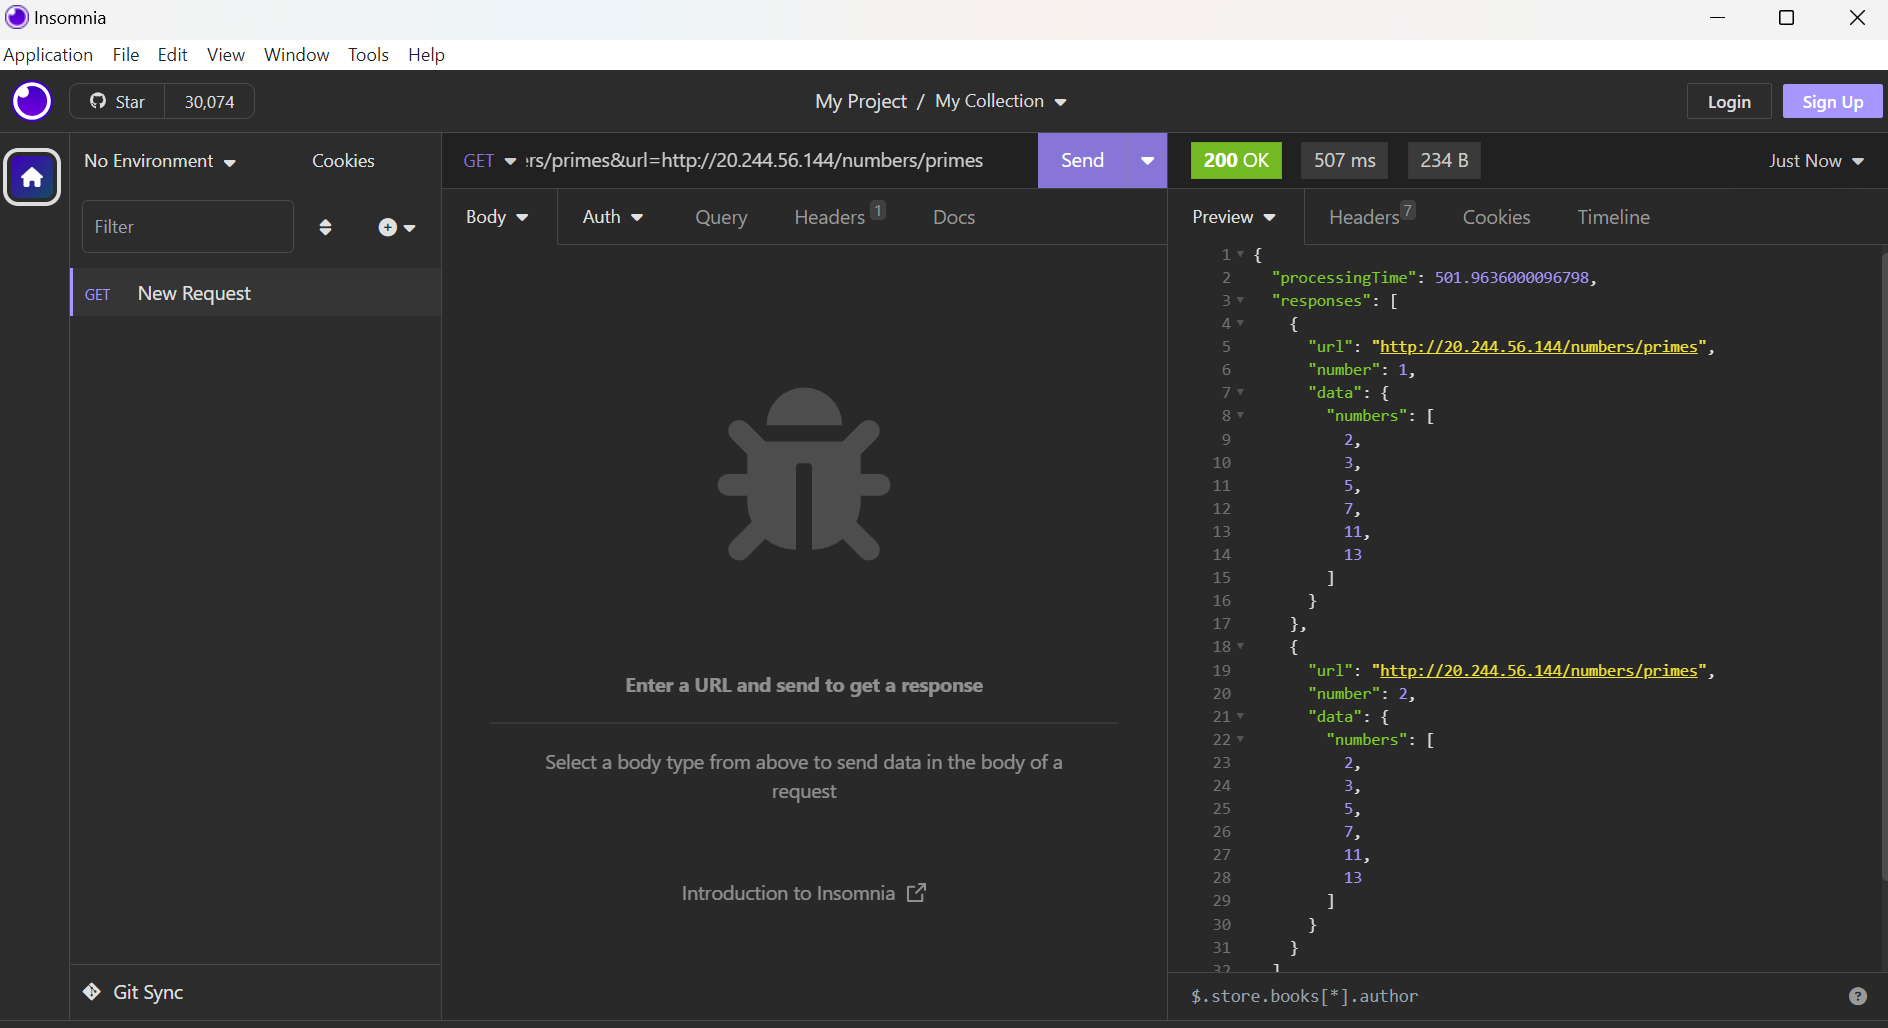 Insomnia
Application File Edit View Window Tools Help
Star 30,074
My Project / My Collection
Login Sign Up
No Environment Cookies
Filter
GET New Request
Git Sync
GET ers/primes&url=http://20.244.56.144/numbers/primes Send
Body Auth Query Headers 1 Docs
Enter a URL and send to get a response
Select a body type from above to send data in the body of a
request
Introduction to Insomnia
200 OK 507 ms 234 B Just Now
Preview Headers 7 Cookies Timeline
1 {
2 "processingTime": 501.9636000096798,
3 "responses": [
4 {
5 "url": "http://20.244.56.144/numbers/primes",
6 "number": 1,
7 "data": {
8 "numbers": [
9 2,
10 3,
11 5,
12 7,
13 11,
14 13
15 ]
16 }
17 },
18 {
19 "url": "http://20.244.56.144/numbers/primes",
20 "number": 2,
21 "data": {
22 "numbers": [
23 2,
24 3,
25 5,
26 7,
27 11,
28 13
29 ]
30 }
31 }
32 ]
$.store.books[*].author ?